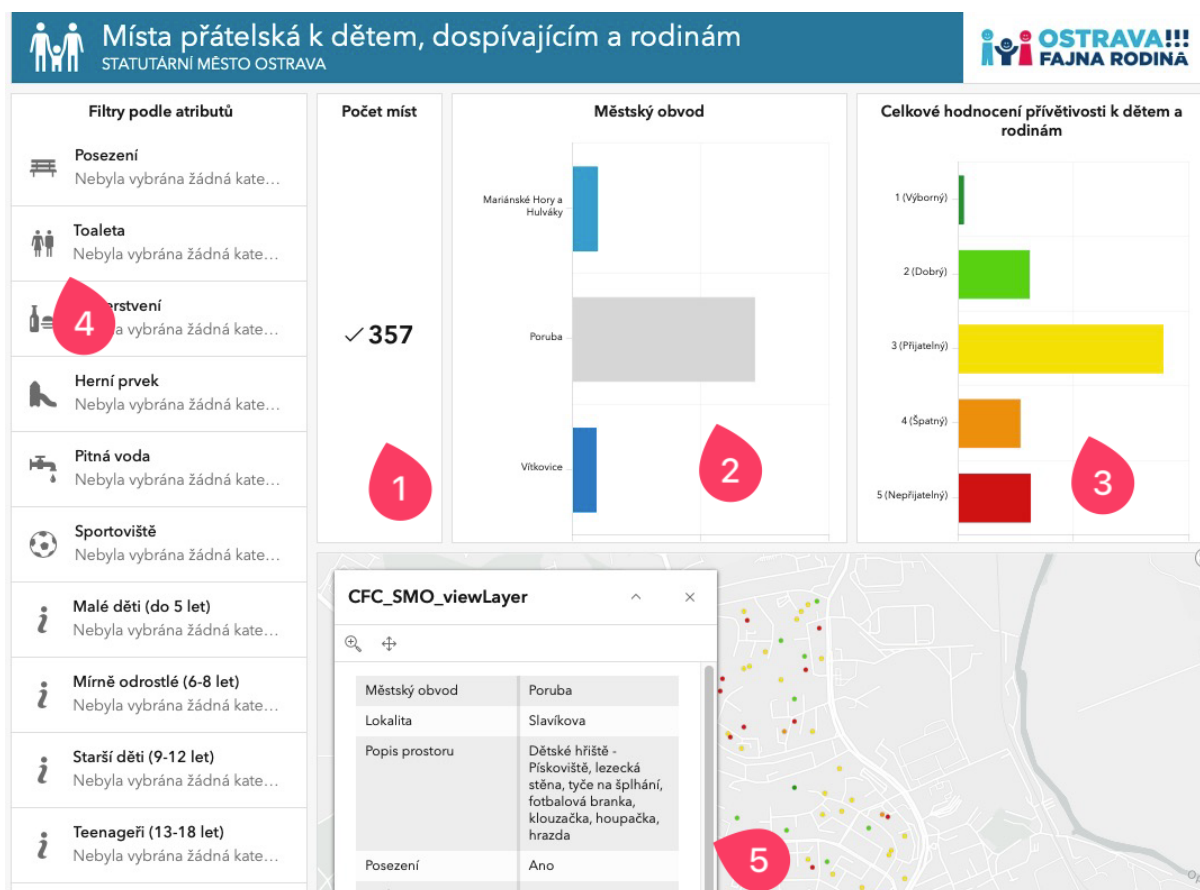 Místa přátelská k dětem, dospívajícím a rodinám
STATUTÁRNÍ MĚSTO OSTRAVA
OSTRAVA!!!
FAJNA RODINA
Filtry podle atributů
Posezení
Nebyla vybrána žádná kate...
Toaleta
Nebyla vybrána žádná kate...
erstvení
a vybrána žádná kate...
4
Herní prvek
Nebyla vybrána žádná kate...
Pitná voda
Nebyla vybrána žádná kate...
Sportoviště
Nebyla vybrána žádná kate...
Malé děti (do 5 let)
Nebyla vybrána žádná kate...
Mírně odrostlé (6-8 let)
Nebyla vybrána žádná kate...
Starší děti (9-12 let)
Nebyla vybrána žádná kate...
Teenageři (13-18 let)
Nebyla vybrána žádná kate...
Počet míst
357
1
Městský obvod
Mariánské Hory a
Hulváky
Poruba
Vítkovice
2
Celkové hodnocení přívětivosti k dětem a
rodinám
1 (Výborný)
2 (Dobrý)
3 (Přijatelný)
4 (Špatný)
5 (Nepřijatelný)
3
CFC_SMO_viewLayer
Městský obvod Poruba
Lokalita Slavíkova
Popis prostoru Dětské hřiště -
Pískoviště, lezecká
stěna, tyče na šplhání,
fotbalová branka,
klouzačka, houpačka,
hrazda
Posezení Ano
5